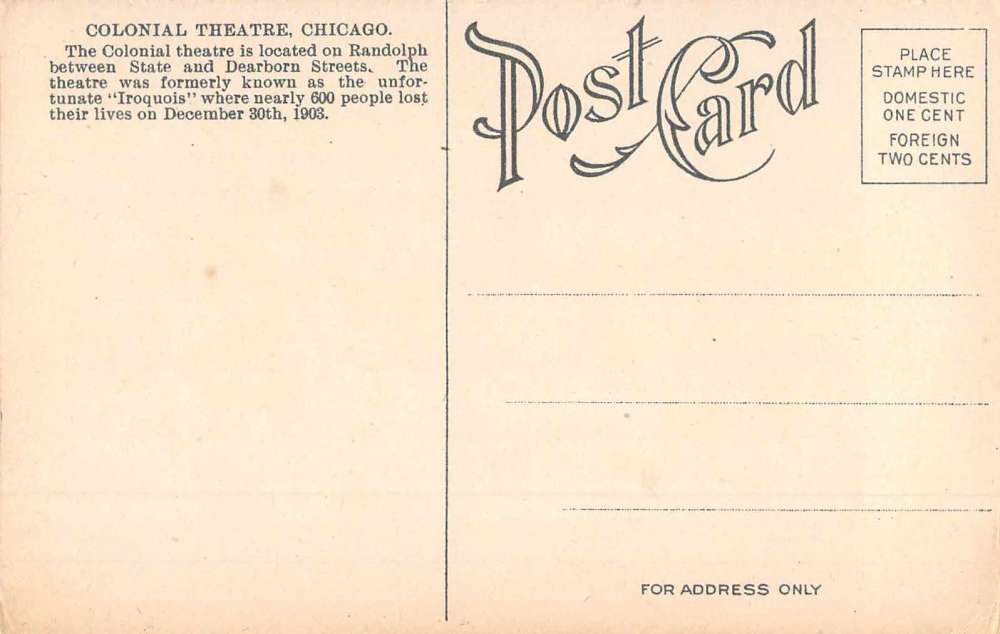 COLONIAL THEATRE, CHICAGO.
The Colonial theatre is located on Randolph
between State and Dearborn Streets. The
theatre was formerly known as the unfor-
tunate "Iroquois" where nearly 600 people lost
their lives on December 30th, 1903.
Post Card
PLACE
STAMP HERE
DOMESTIC
ONE CENT
FOREIGN
TWO CENTS
FOR ADDRESS ONLY